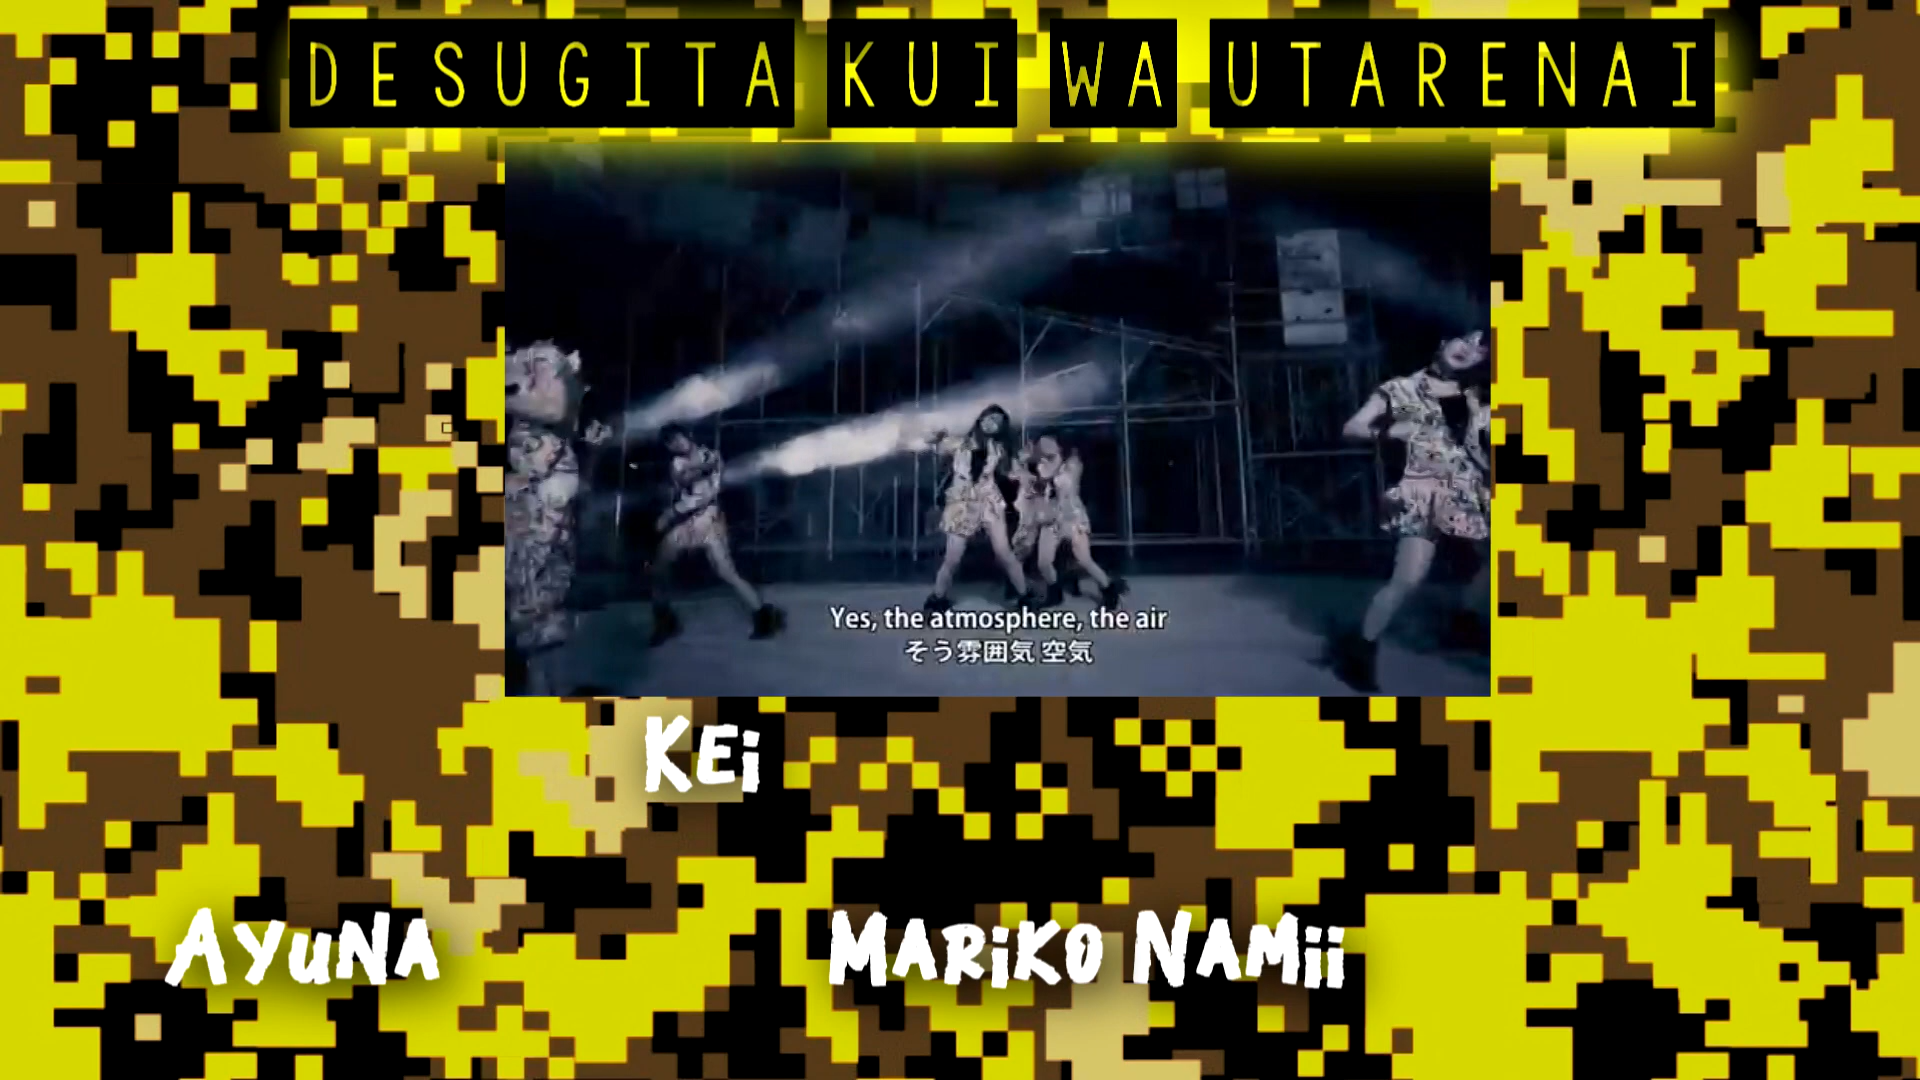 DESUGITA KUI WA UTARENAI
Yes, the atmosphere, the air
そう雰囲気 空気
KEi
AYUNA
MARiKO NAMii